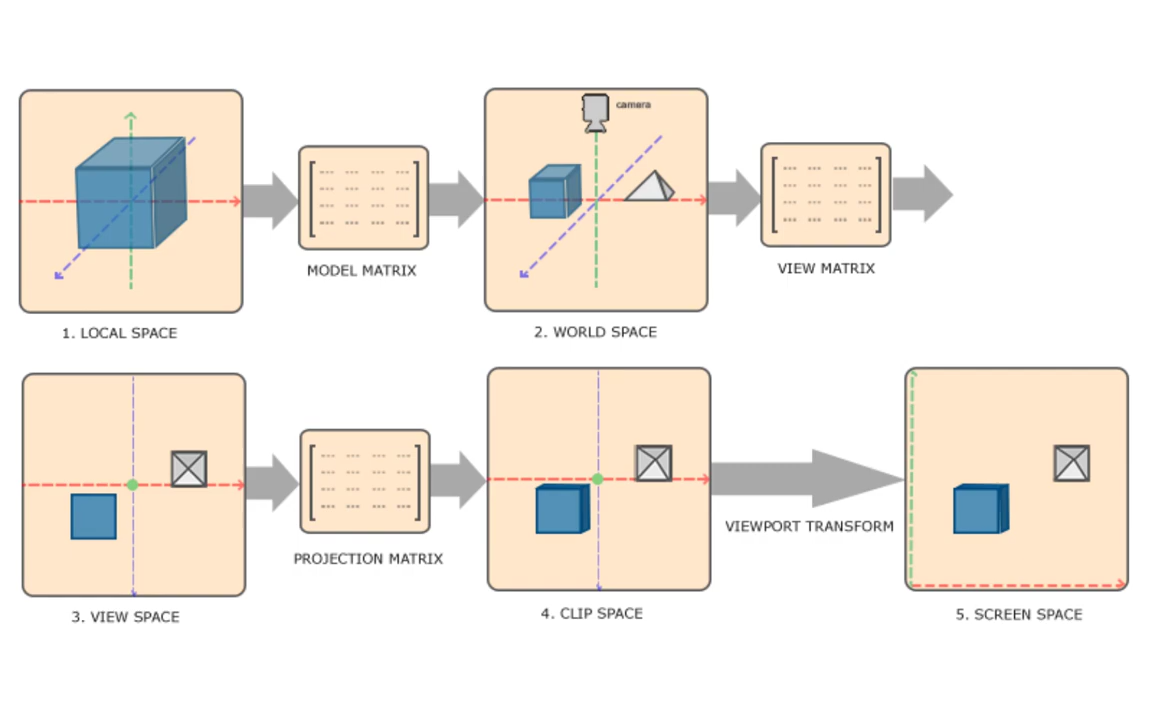 camera
MODEL MATRIX
VIEW MATRIX
1. LOCAL SPACE
2. WORLD SPACE
VIEWPORT TRANSFORM
PROJECTION MATRIX
3. VIEW SPACE
4. CLIP SPACE
5. SCREEN SPACE